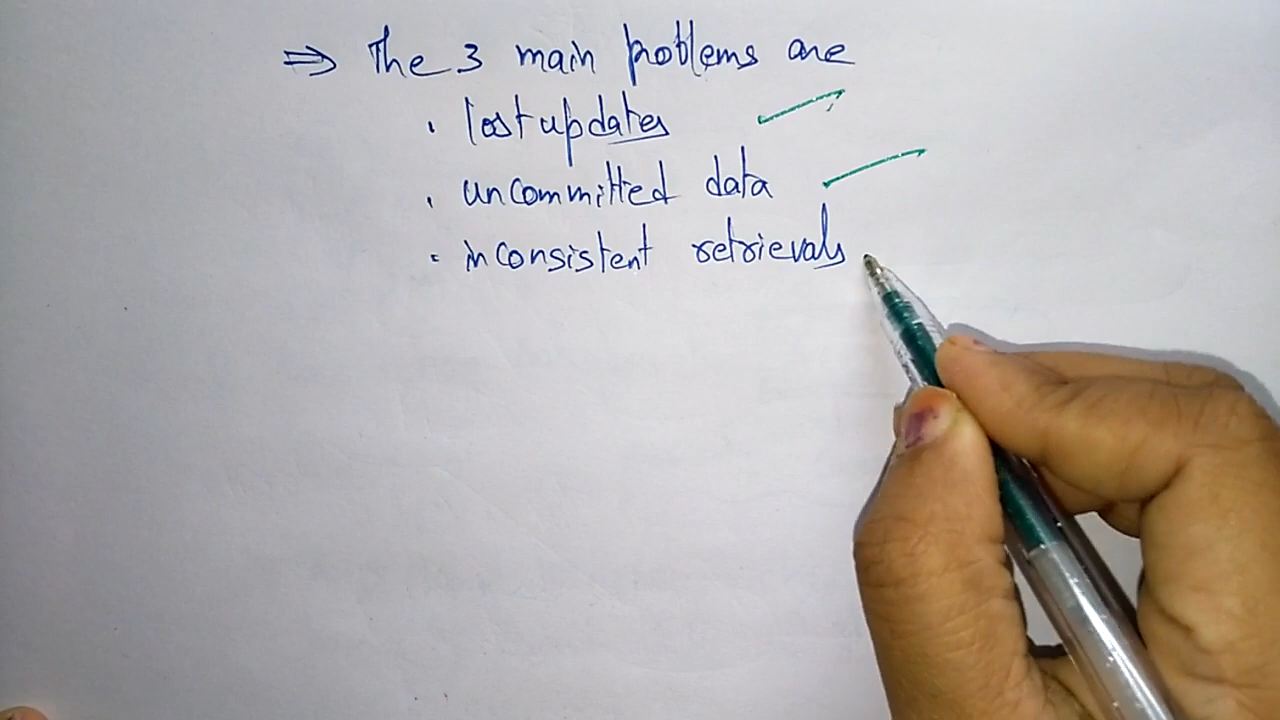 ⇒ The 3 main problems are
. lost updates
. uncommitted data
. inconsistent retrievals